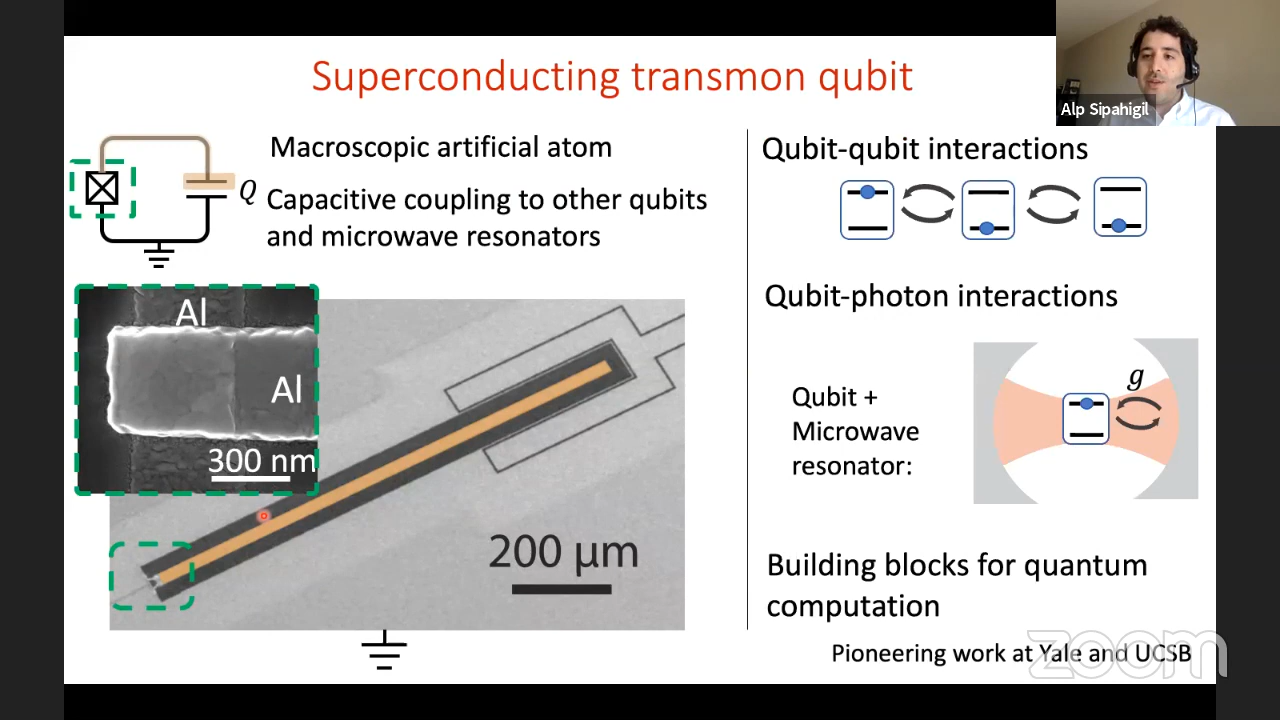 Superconducting transmon qubit
Alp Sipahigil
Q
Macroscopic artificial atom
Capacitive coupling to other qubits
and microwave resonators
Al
Al
300 nm
200 μm
Qubit-qubit interactions
Qubit-photon interactions
Qubit +
Microwave
resonator:
g
Building blocks for quantum
computation
Pioneering work at Yale and UCSB
zoom